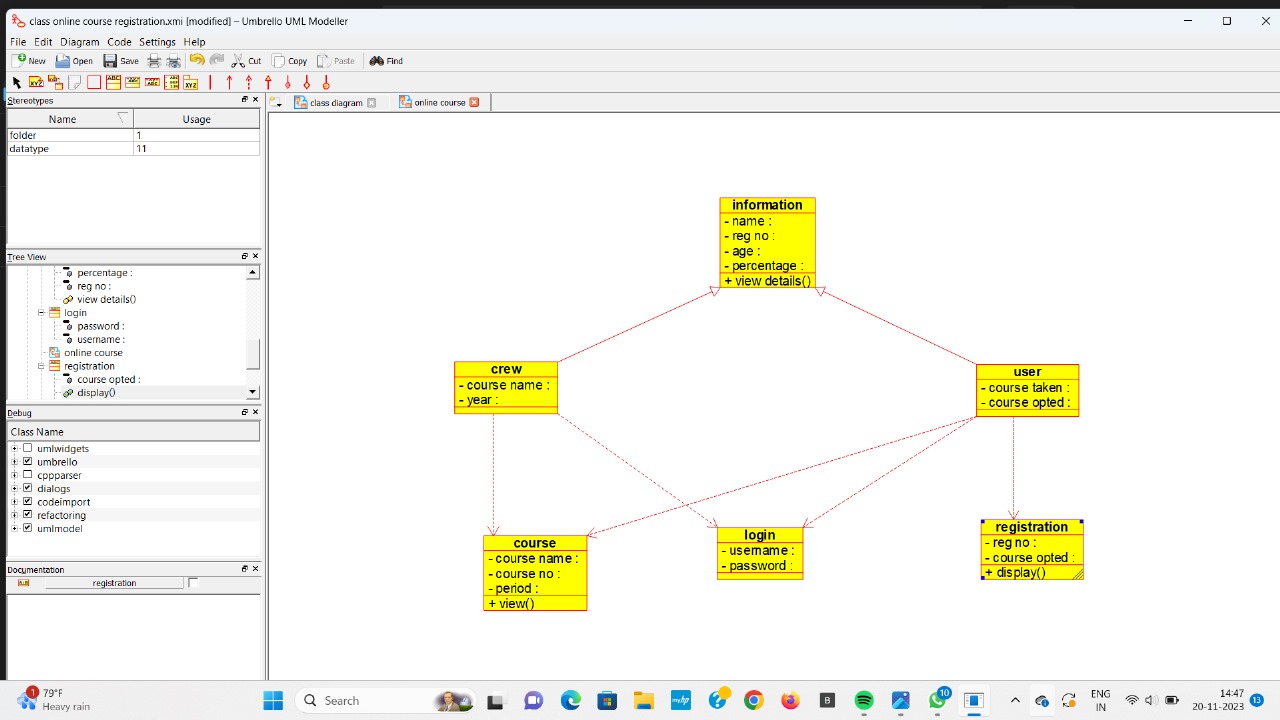 class online course registration.xmi [modified] – Umbrello UML Modeller
File Edit Diagram Code Settings Help
New Open Save Cut Copy Paste Find
Stereotypes
Name Usage
folder 1
datatype 11
Tree View
percentage :
reg no :
view details()
login
password :
username :
online course
registration
course opted :
display()
Debug
Class Name
umlwidgets
umbrello
cppparser
dialogs
codeimport
refactoring
umlmodel
Documentation
registration
class diagram
online course
information
- name :
- reg no :
- age :
- percentage :
+ view details()
crew
- course name :
- year :
user
- course taken :
- course opted :
course
- course name :
- course no :
- period :
+ view()
login
- username :
- password :
registration
- reg no :
- course opted :
+ display()
1
79°F
Heavy rain
Search
10
ENG
IN
14:47
20-11-2023
13